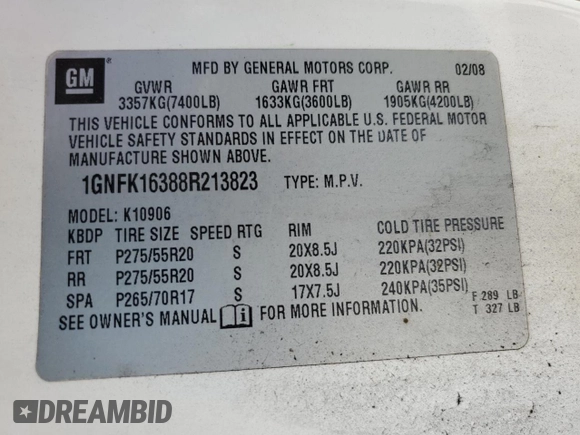 GM
MFD BY GENERAL MOTORS CORP. 02/08
GVWR GAWR FRT GAWR RR
3357KG(7400LB) 1633KG(3600LB) 1905KG(4200LB)
THIS VEHICLE CONFORMS TO ALL APPLICABLE U.S. FEDERAL MOTOR
VEHICLE SAFETY STANDARDS IN EFFECT ON THE DATE OF
MANUFACTURE SHOWN ABOVE.
1GNFK16388R213823 TYPE: M.P.V.
MODEL: K10906
KBDP TIRE SIZE SPEED RTG RIM COLD TIRE PRESSURE
FRT P275/55R20 S 20X8.5J 220KPA(32PSI)
RR P275/55R20 S 20X8.5J 220KPA(32PSI)
SPA P265/70R17 S 17X7.5J 240KPA(35PSI)
SEE OWNER'S MANUAL i FOR MORE INFORMATION.
F 289 LB
T 327 LB
DREAMBID